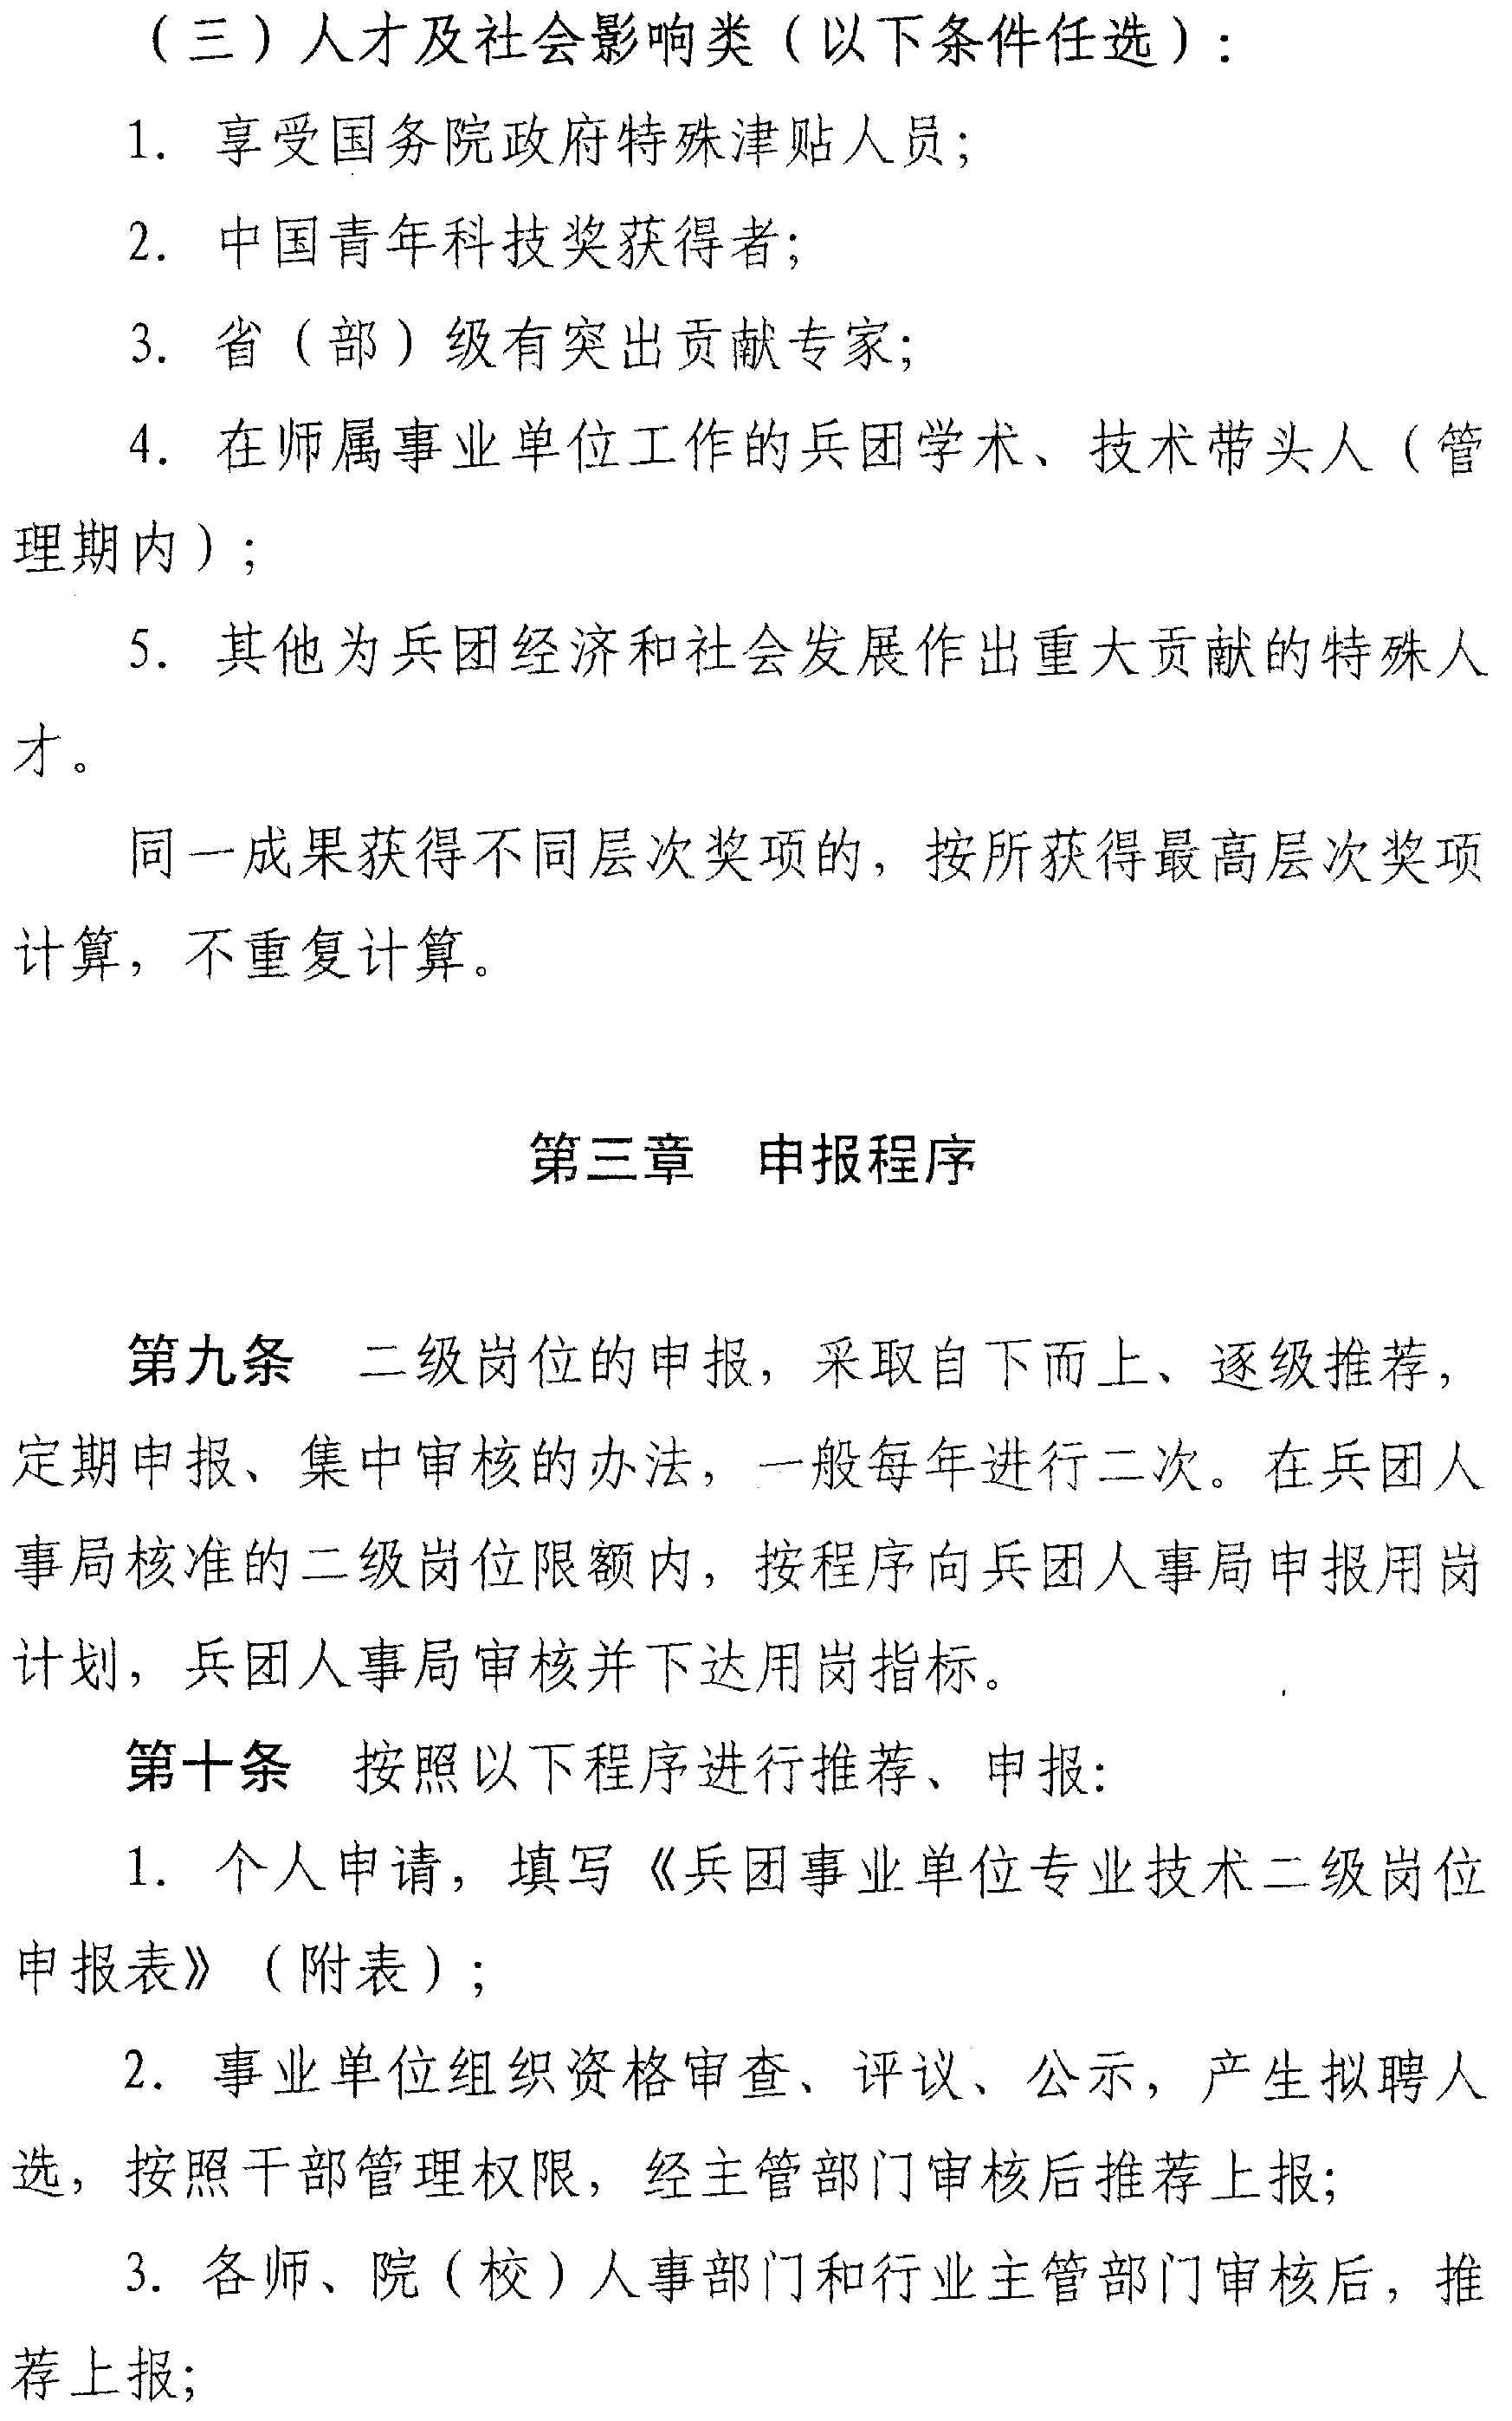 （三）人才及社会影响类（以下条件任选）:
1. 享受国务院政府特殊津贴人员;
2. 中国青年科技奖获得者;
3. 省（部）级有突出贡献专家;
4. 在师属事业单位工作的兵团学术、技术带头人（管
理期内）;
5. 其他为兵团经济和社会发展作出重大贡献的特殊人
才。
同一成果获得不同层次奖项的，按所获得最高层次奖项
计算，不重复计算。
第三章 申报程序
第九条 二级岗位的申报，采取自下而上、逐级推荐，
定期申报、集中审核的办法，一般每年进行二次。在兵团人
事局核准的二级岗位限额内，按程序向兵团人事局申报用岗
计划，兵团人事局审核并下达用岗指标。
第十条 按照以下程序进行推荐、申报:
1. 个人申请，填写《兵团事业单位专业技术二级岗位
申报表》（附表）;
2. 事业单位组织资格审查、评议、公示，产生拟聘人
选，按照干部管理权限，经主管部门审核后推荐上报;
3. 各师、院（校）人事部门和行业主管部门审核后，推
荐上报;